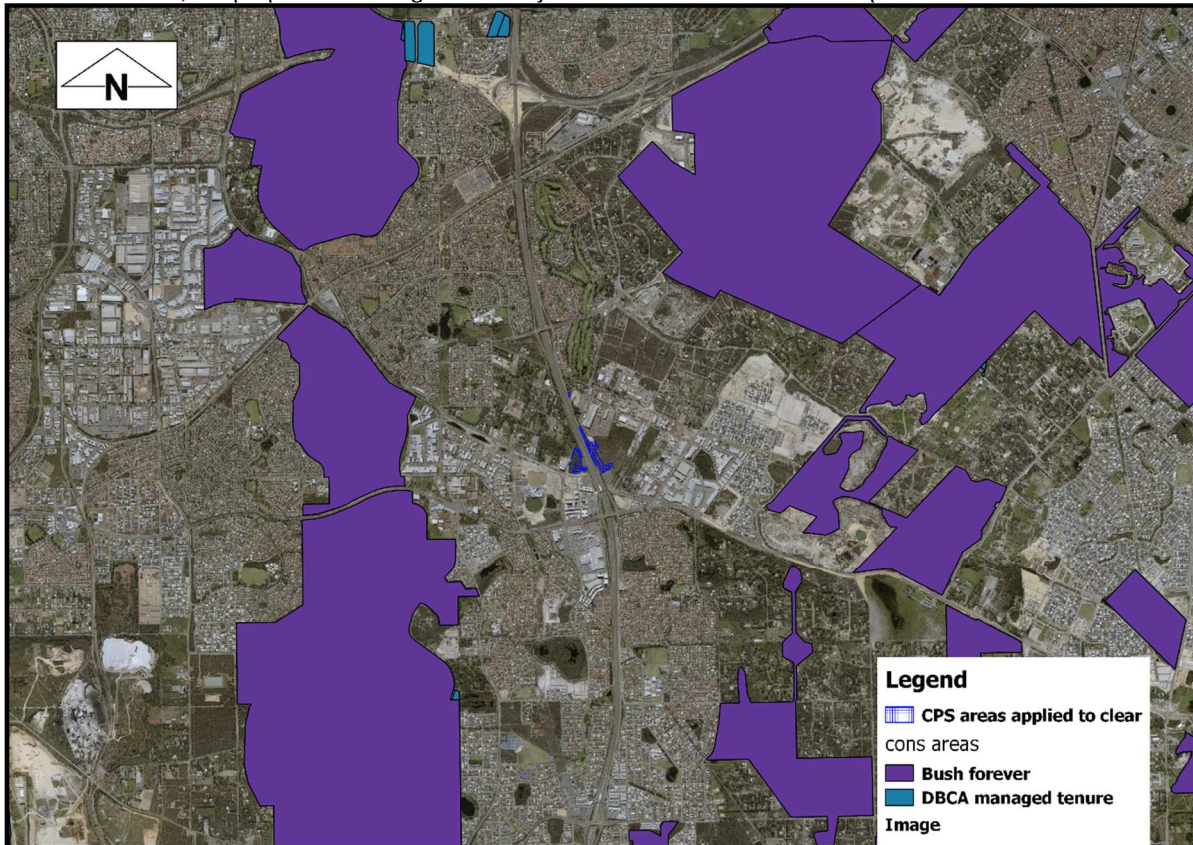 N
Legend
CPS areas applied to clear
cons areas
Bush forever
DBCA managed tenure
Image